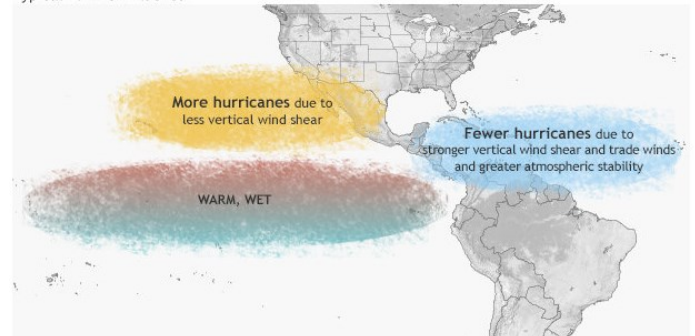 More hurricanes due to
less vertical wind shear
Fewer hurricanes due to
stronger vertical wind shear and trade winds
and greater atmospheric stability
WARM, WET